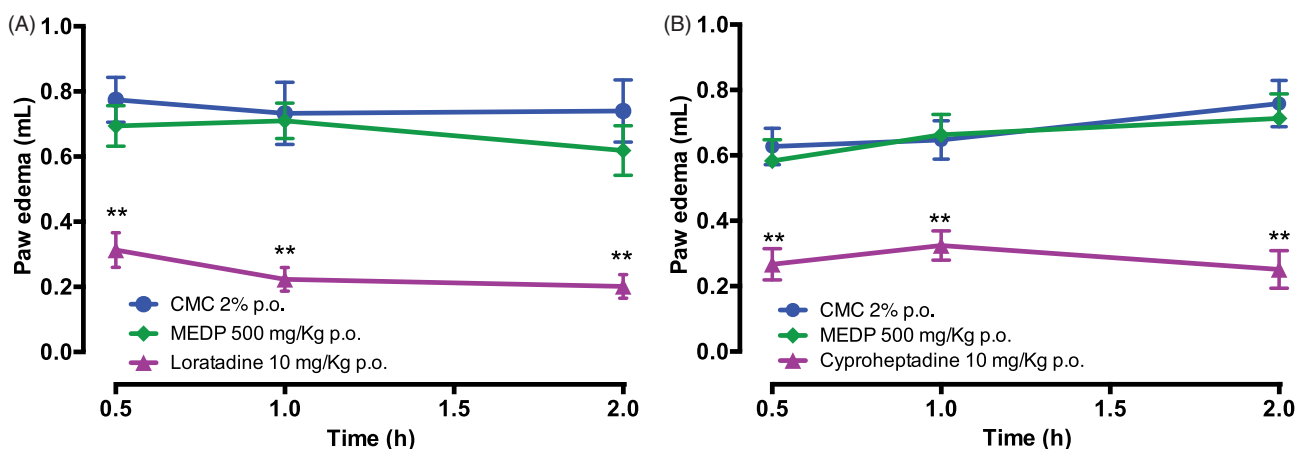 (A)
Paw edema (mL)
1.0
0.8
0.6
0.4
0.2
0.0
**
**
**
CMC 2% p.o.
MEDP 500 mg/Kg p.o.
Loratadine 10 mg/Kg p.o.
0.5
1.0
1.5
2.0
Time (h)
(B)
Paw edema (mL)
1.0
0.8
0.6
0.4
0.2
0.0
**
**
**
CMC 2% p.o.
MEDP 500 mg/Kg p.o.
Cyproheptadine 10 mg/Kg p.o.
0.5
1.0
1.5
2.0
Time (h)